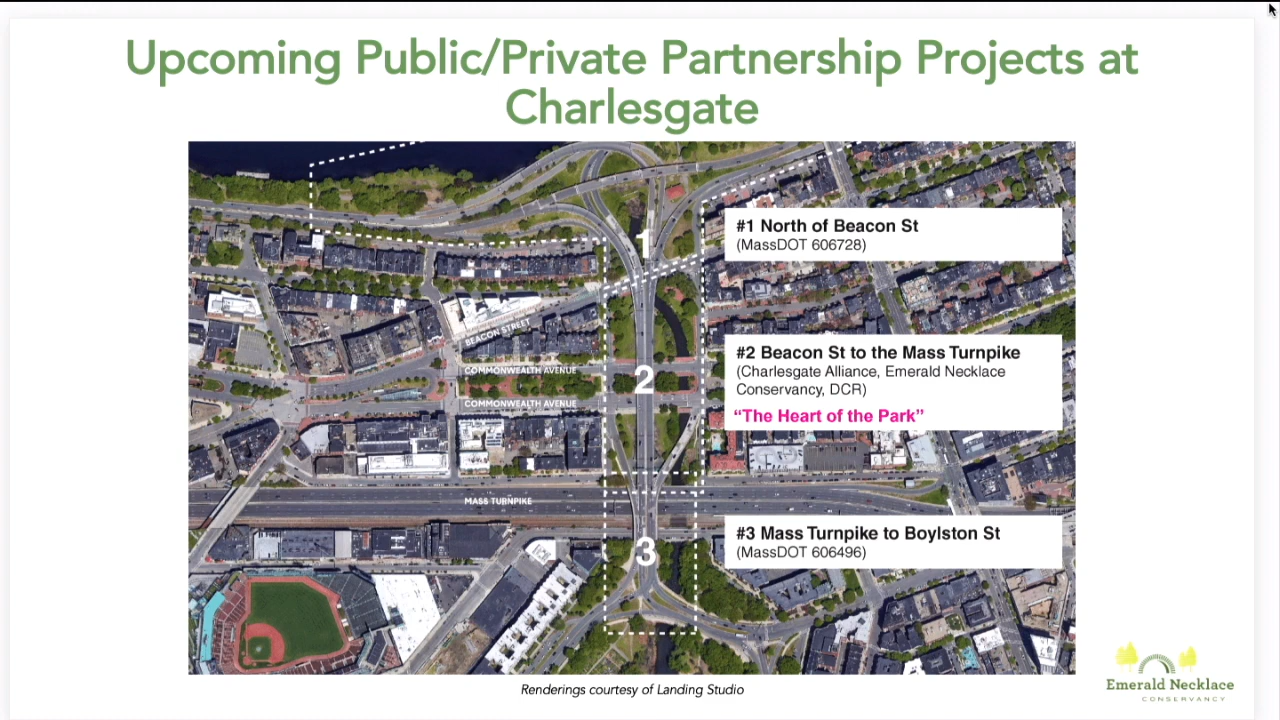 Upcoming Public/Private Partnership Projects at
Charlesgate
1
#1 North of Beacon St
(MassDOT 606728)
BEACON STREET
#2 Beacon St to the Mass Turnpike
(Charlesgate Alliance, Emerald Necklace
Conservancy, DCR)
"The Heart of the Park"
COMMONWEALTH AVENUE
2
COMMONWEALTH AVENUE
MASS TURNPIKE
#3 Mass Turnpike to Boylston St
(MassDOT 606496)
3
Renderings courtesy of Landing Studio
Emerald Necklace
CONSERVANCY